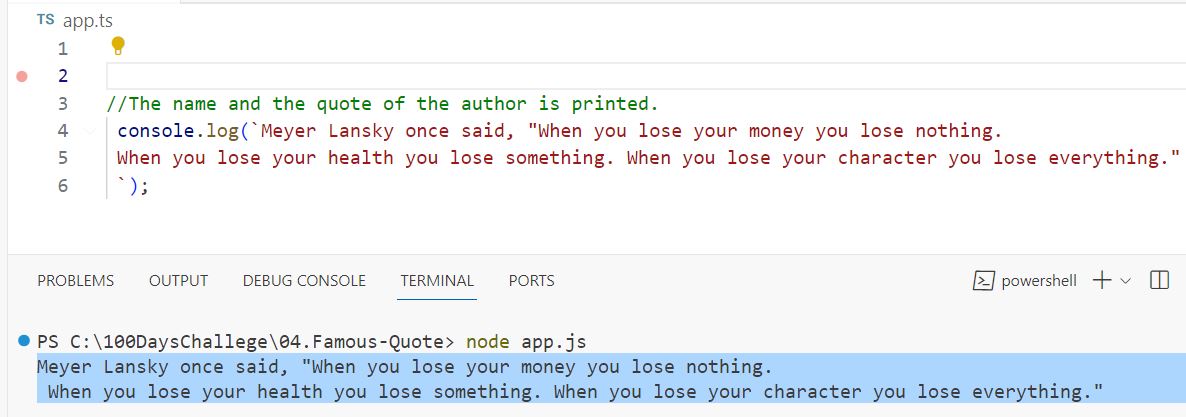 TS app.ts
1
2
3 //The name and the quote of the author is printed.
4 console.log(`Meyer Lansky once said, "When you lose your money you lose nothing.
5 When you lose your health you lose something. When you lose your character you lose everything."
6 `);
PROBLEMS OUTPUT DEBUG CONSOLE TERMINAL PORTS powershell
PS C:\100DaysChallege\04.Famous-Quote> node app.js
Meyer Lansky once said, "When you lose your money you lose nothing.
When you lose your health you lose something. When you lose your character you lose everything."